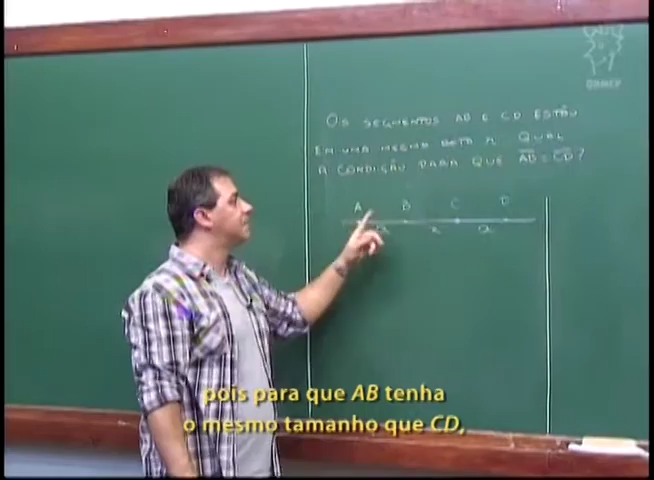 OBMEP
OS SEGMENTOS AB E CD ESTÃO
EM UMA MESMA RETA r. QUAL
A CONDIÇÃO PARA QUE AB = CD?
A B C D
pois para que AB tenha
o mesmo tamanho que CD,